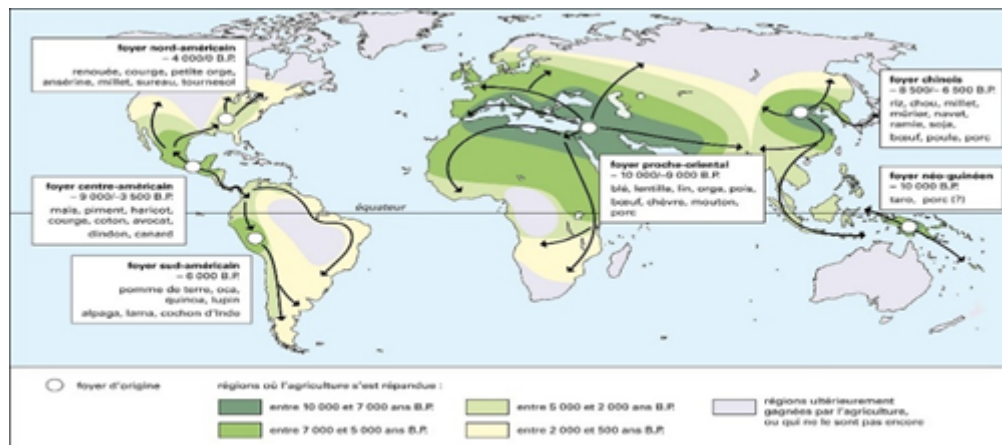 foyer nord-américain
– 4 000/0 B.P.
renouée, courge, petite orge,
ansérine, millet, sureau, tournesol
foyer chinois
– 8 500/– 6 500 B.P.
riz, chou, millet,
mûrier, navet,
ramie, soja,
bœuf, poule, porc
foyer proche-oriental
– 10 000/–9 000 B.P.
blé, lentille, lin, orge, pois,
bœuf, chèvre, mouton,
porc
foyer néo-guinéen
– 10 000 B.P.
taro, porc (?)
foyer centre-américain
– 9 000/–3 500 B.P.
maïs, piment, haricot,
courge, coton, avocat,
dindon, canard
équateur
foyer sud-américain
– 6 000 B.P.
pomme de terre, oca,
quinoa, lupin
alpaga, lama, cochon d'Inde
foyer d'origine
régions où l'agriculture s'est répandue :
entre 10 000 et 7 000 ans B.P.
entre 7 000 et 5 000 ans B.P.
entre 5 000 et 2 000 ans B.P.
entre 2 000 et 500 ans B.P.
régions ultérieurement
gagnées par l'agriculture,
ou qui ne le sont pas encore